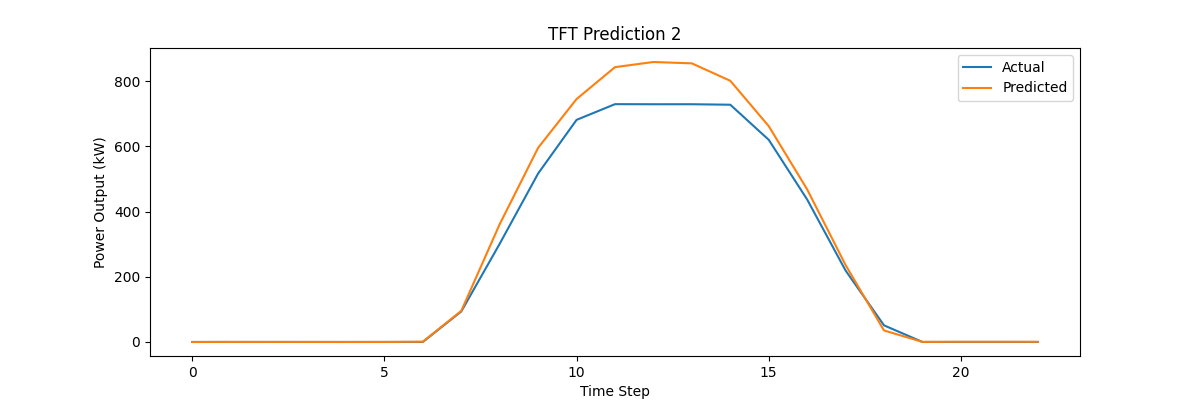 TFT Prediction 2
Actual
Predicted
Power Output (kW)
800
600
400
200
0
0 5 10 15 20
Time Step